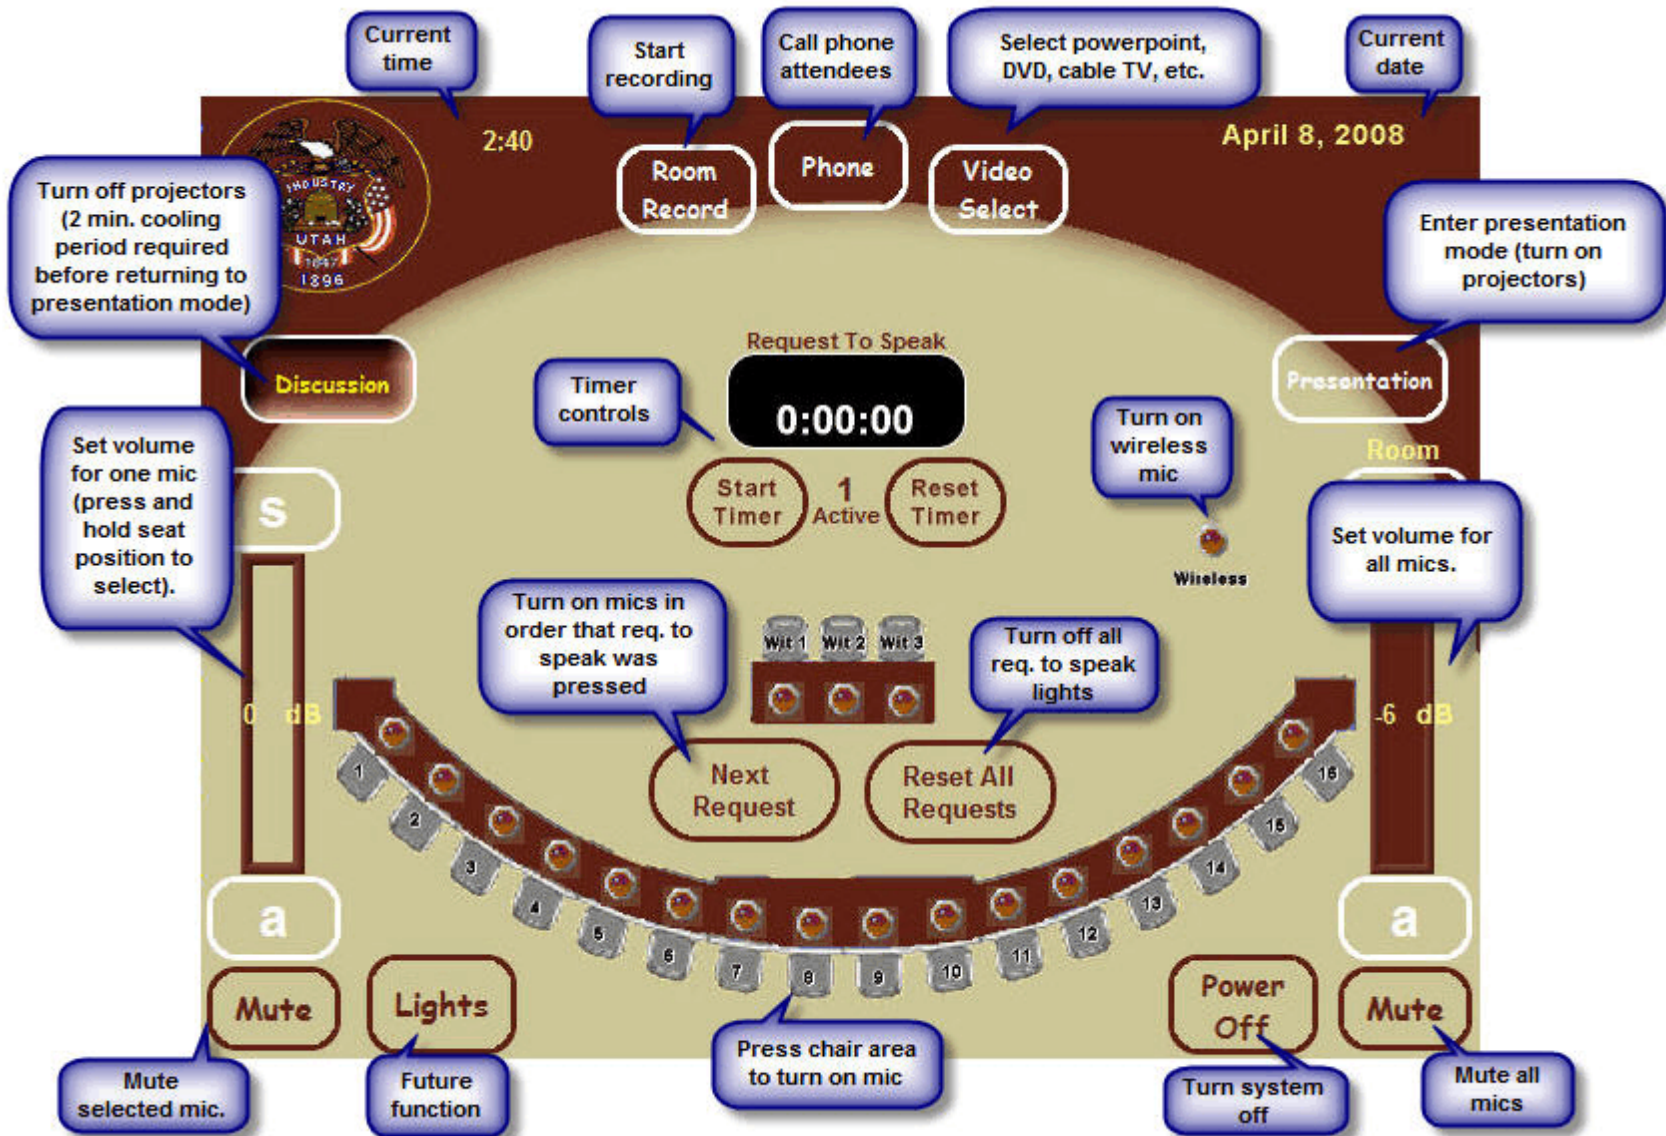 Current
time
Start
recording
Call phone
attendees
Select powerpoint,
DVD, cable TV, etc.
Current
date
2:40
Room
Record
Phone
Video
Select
April 8, 2008
INDUSTRY
UTAH
1847
1896
Turn off projectors
(2 min. cooling
period required
before returning to
presentation mode)
Enter presentation
mode (turn on
projectors)
Discussion
Request To Speak
0:00:00
Presentation
Timer
controls
Start
Timer
1
Active
Reset
Timer
Turn on
wireless
mic
Wireless
Room
Set volume
for one mic
(press and
hold seat
position to
select).
s
Set volume for
all mics.
Turn on mics in
order that req. to
speak was
pressed
Wit 1
Wit 2
Wit 3
Turn off all
req. to speak
lights
0 dB
-6 dB
Next
Request
Reset All
Requests
1
2
3
4
5
6
7
8
9
10
11
12
13
14
15
16
a
a
Mute
Lights
Power
Off
Mute
Mute
selected mic.
Future
function
Press chair area
to turn on mic
Turn system
off
Mute all
mics